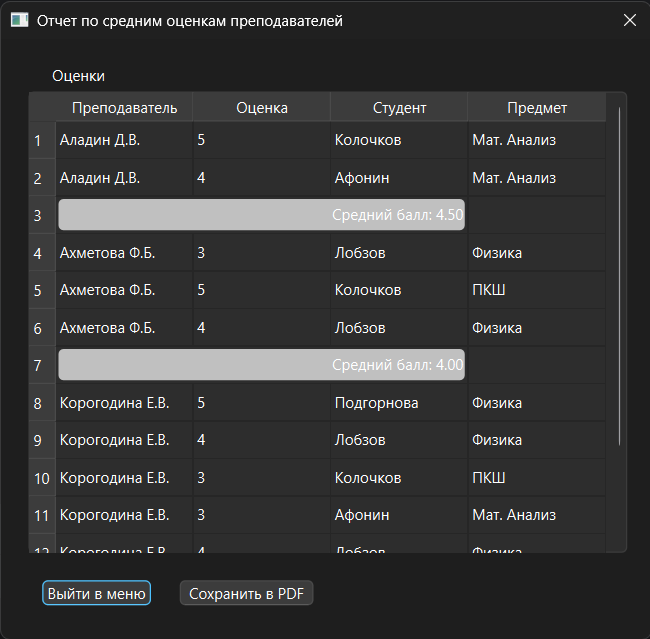 Отчет по средним оценкам преподавателей
Оценки
Преподаватель Оценка Студент Предмет
1 Аладин Д.В. 5 Колочков Мат. Анализ
2 Аладин Д.В. 4 Афонин Мат. Анализ
3 Средний балл: 4.50
4 Ахметова Ф.Б. 3 Лобзов Физика
5 Ахметова Ф.Б. 5 Колочков ПКШ
6 Ахметова Ф.Б. 4 Лобзов Физика
7 Средний балл: 4.00
8 Корогодина Е.В. 5 Подгорнова Физика
9 Корогодина Е.В. 4 Лобзов Физика
10 Корогодина Е.В. 3 Колочков ПКШ
11 Корогодина Е.В. 3 Афонин Мат. Анализ
12 Корогодина Е.В. 4 Лобзов Физика
Выйти в меню Сохранить в PDF